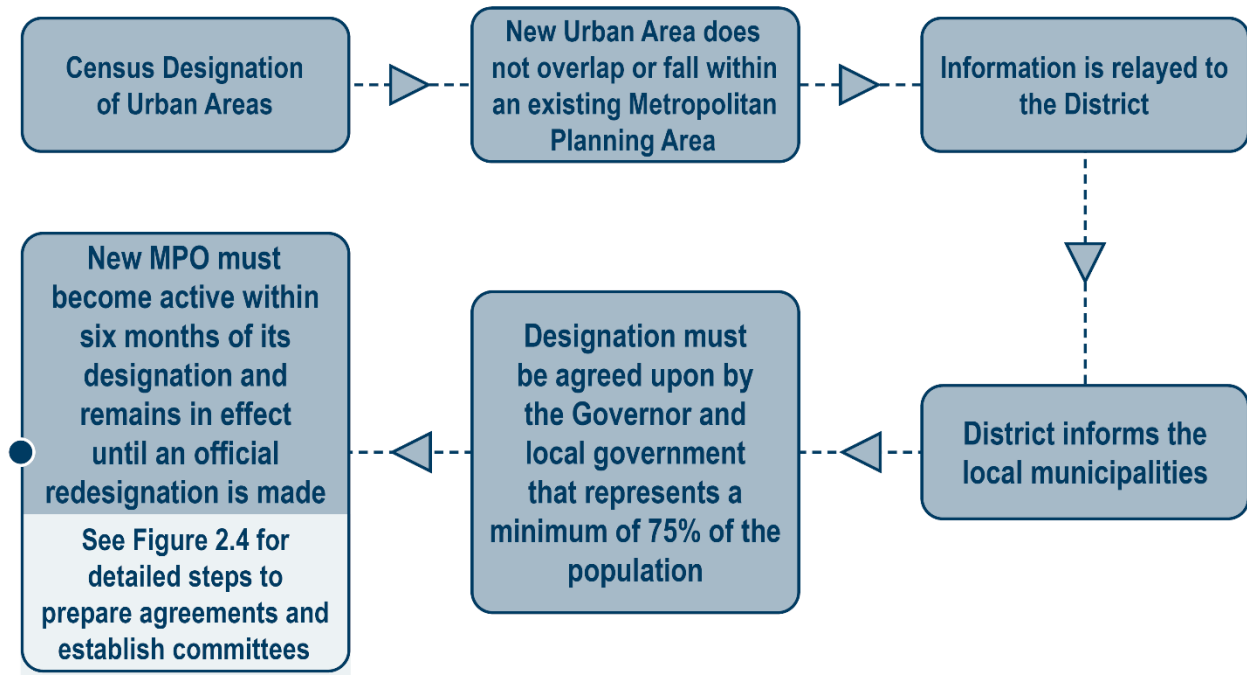 Census Designation
of Urban Areas
New Urban Area does
not overlap or fall within
an existing Metropolitan
Planning Area
Information is relayed to
the District
District informs the
local municipalities
Designation must
be agreed upon by
the Governor and
local government
that represents a
minimum of 75% of the
population
New MPO must
become active within
six months of its
designation and
remains in effect
until an official
redesignation is made
See Figure 2.4 for
detailed steps to
prepare agreements and
establish committees